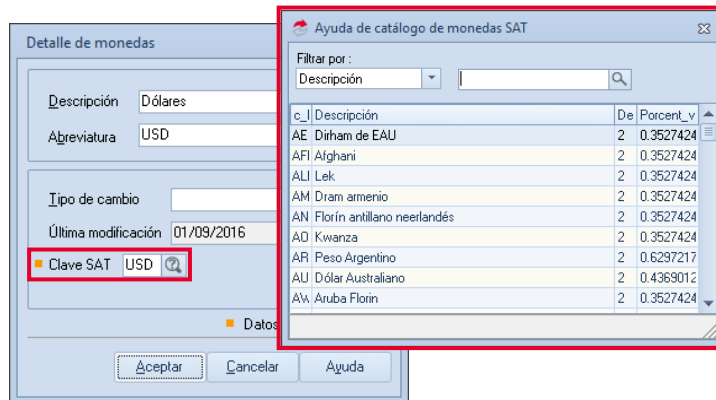 Detalle de monedas
Descripción Dólares
Abreviatura USD
Tipo de cambio
Última modificación 01/09/2016
Clave SAT USD
Datos
Aceptar Cancelar Ayuda
Ayuda de catálogo de monedas SAT
Filtrar por :
Descripción
c_ Descripción De Porcent_v
AE Dirham de EAU 2 0.3527424
AF Afghani 2 0.3527424
AL Lek 2 0.3527424
AM Dram armenio 2 0.3527424
AN Florín antillano neerlandés 2 0.3527424
AO Kwanza 2 0.3527424
AR Peso Argentino 2 0.6297217
AU Dólar Australiano 2 0.4369012
AW Aruba Florin 2 0.3527424